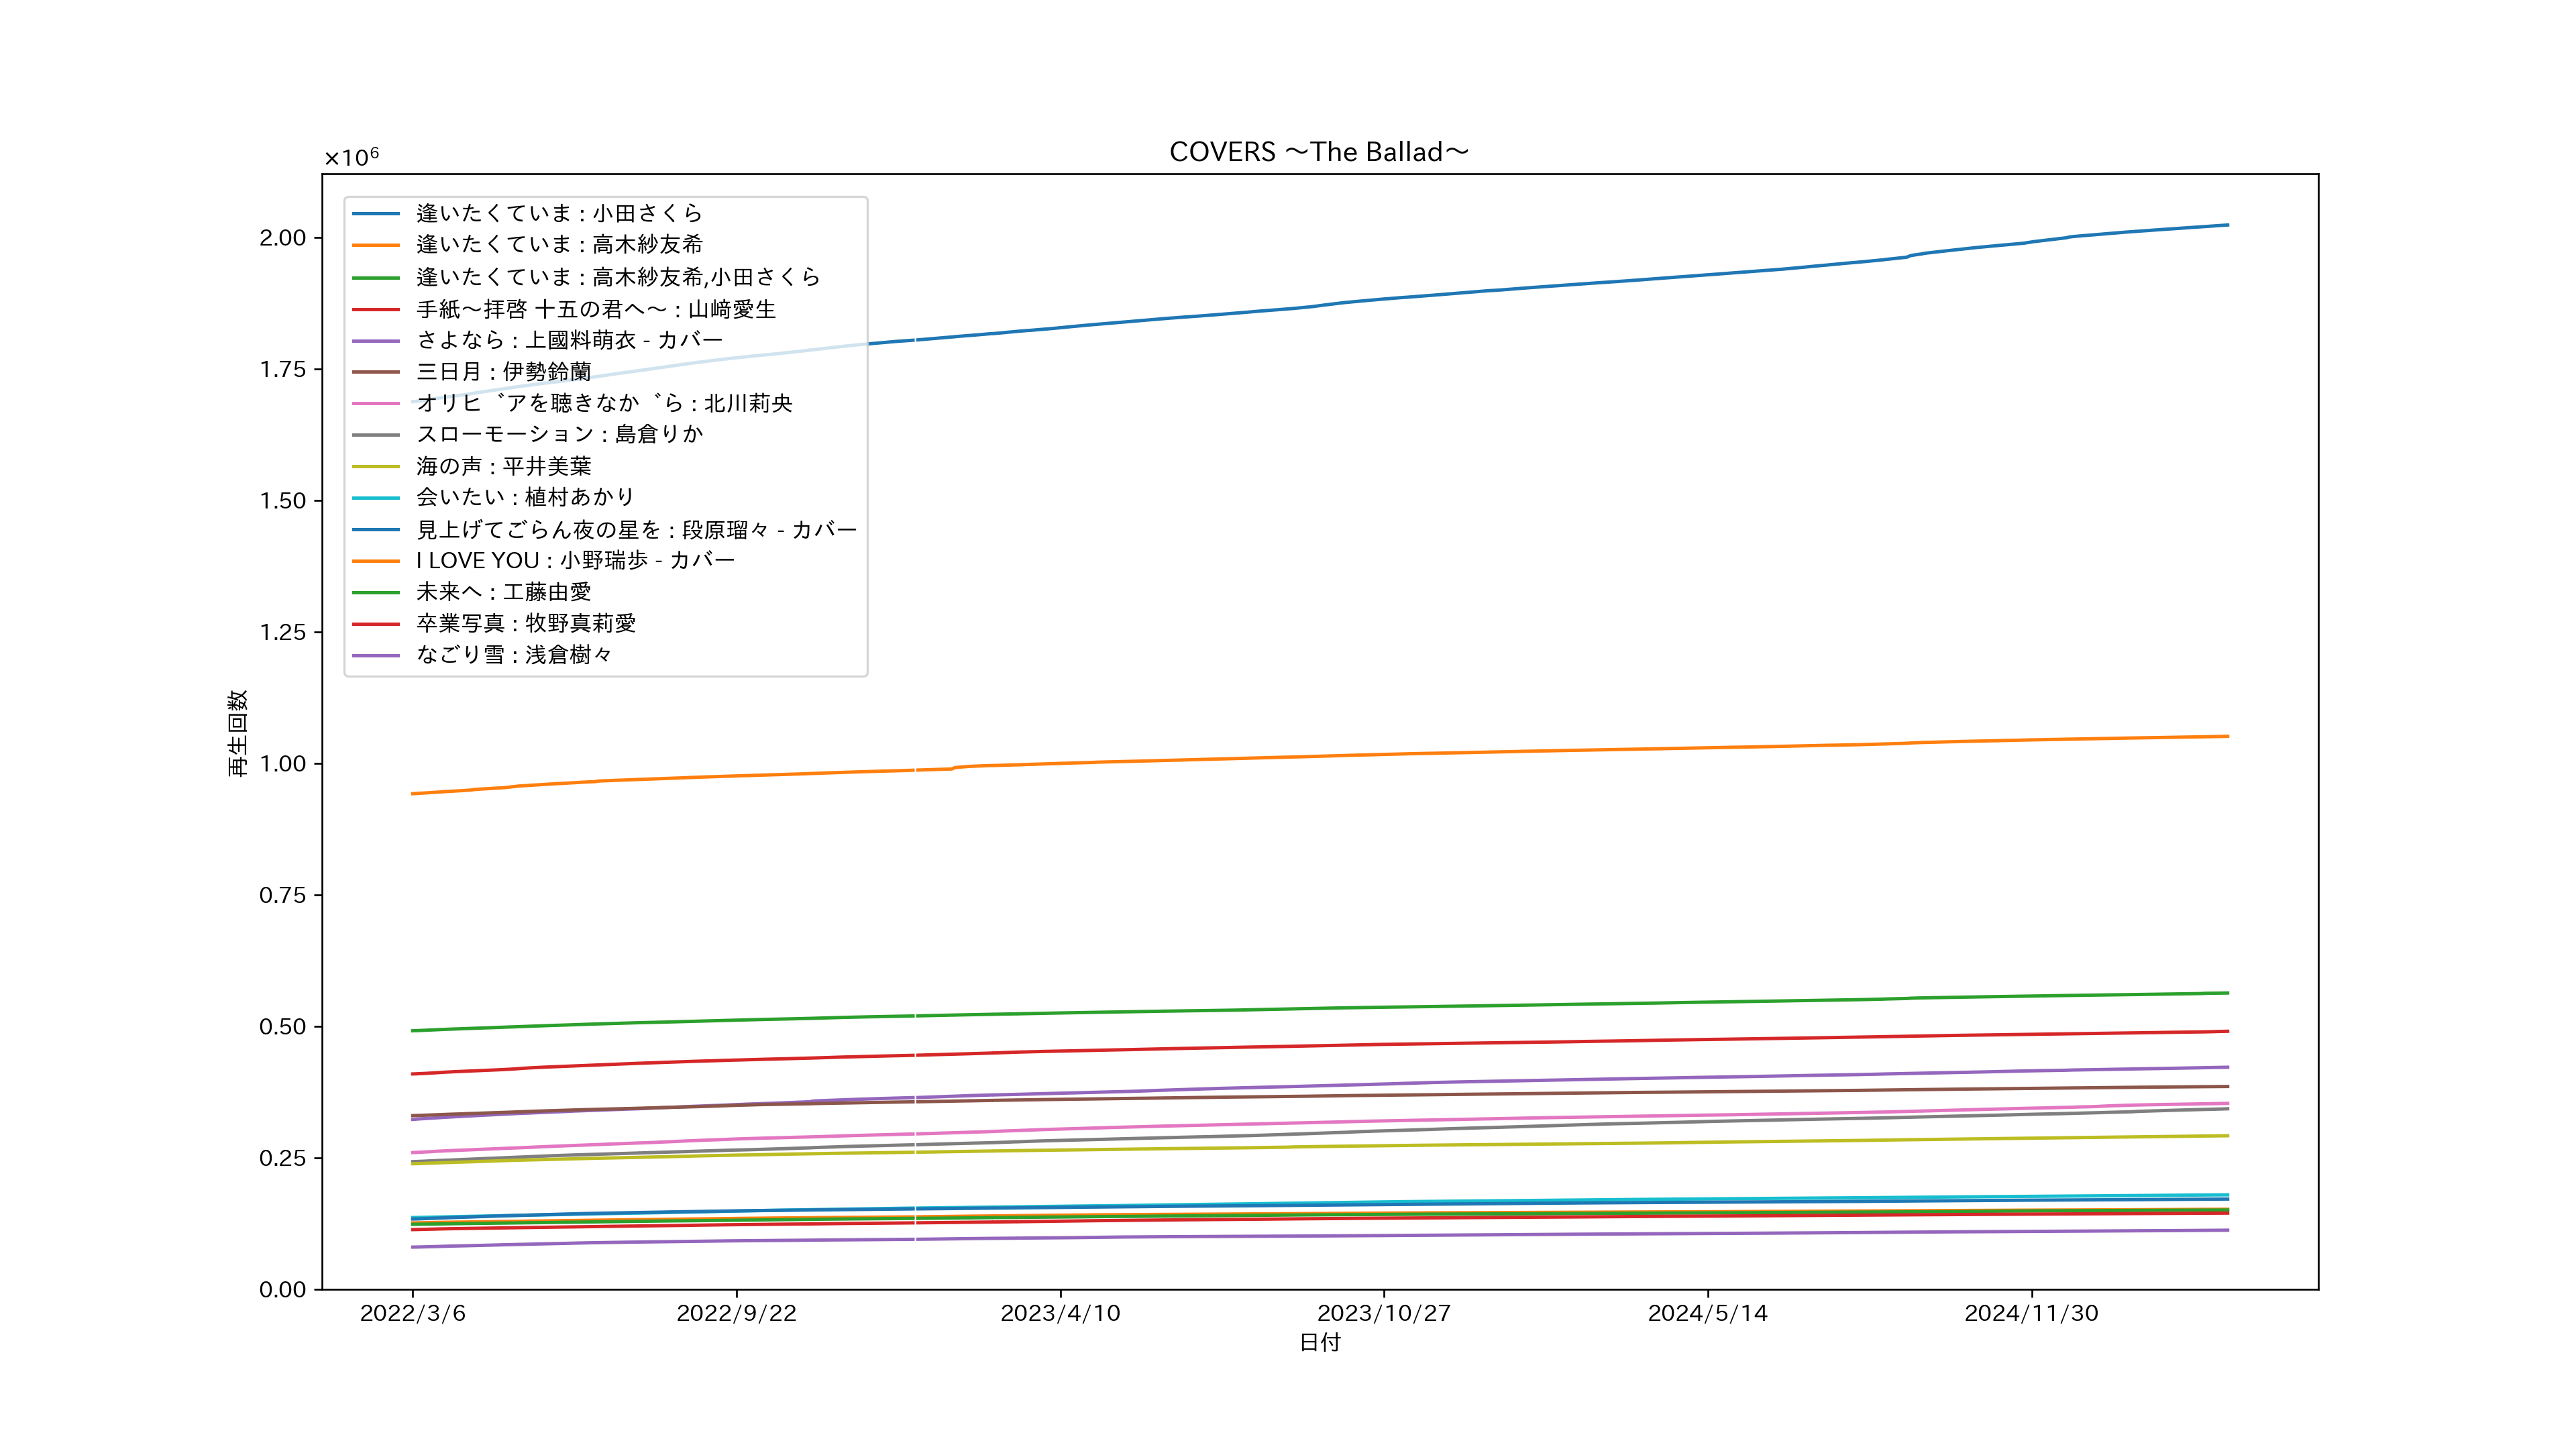 COVERS ～The Ballad～
×10⁶
2.00
1.75
1.50
1.25
1.00
0.75
0.50
0.25
0.00
再生回数
逢いたくていま : 小田さくら
逢いたくていま : 高木紗友希
逢いたくていま : 高木紗友希,小田さくら
手紙～拝啓 十五の君へ～ : 山﨑愛生
さよなら : 上國料萌衣 - カバー
三日月 : 伊勢鈴蘭
オリヒ゛アを聴きなか゛ら : 北川莉央
スローモーション : 島倉りか
海の声 : 平井美葉
会いたい : 植村あかり
見上げてごらん夜の星を : 段原瑠々 - カバー
I LOVE YOU : 小野瑞歩 - カバー
未来へ : 工藤由愛
卒業写真 : 牧野真莉愛
なごり雪 : 浅倉樹々
2022/3/6
2022/9/22
2023/4/10
2023/10/27
2024/5/14
2024/11/30
日付